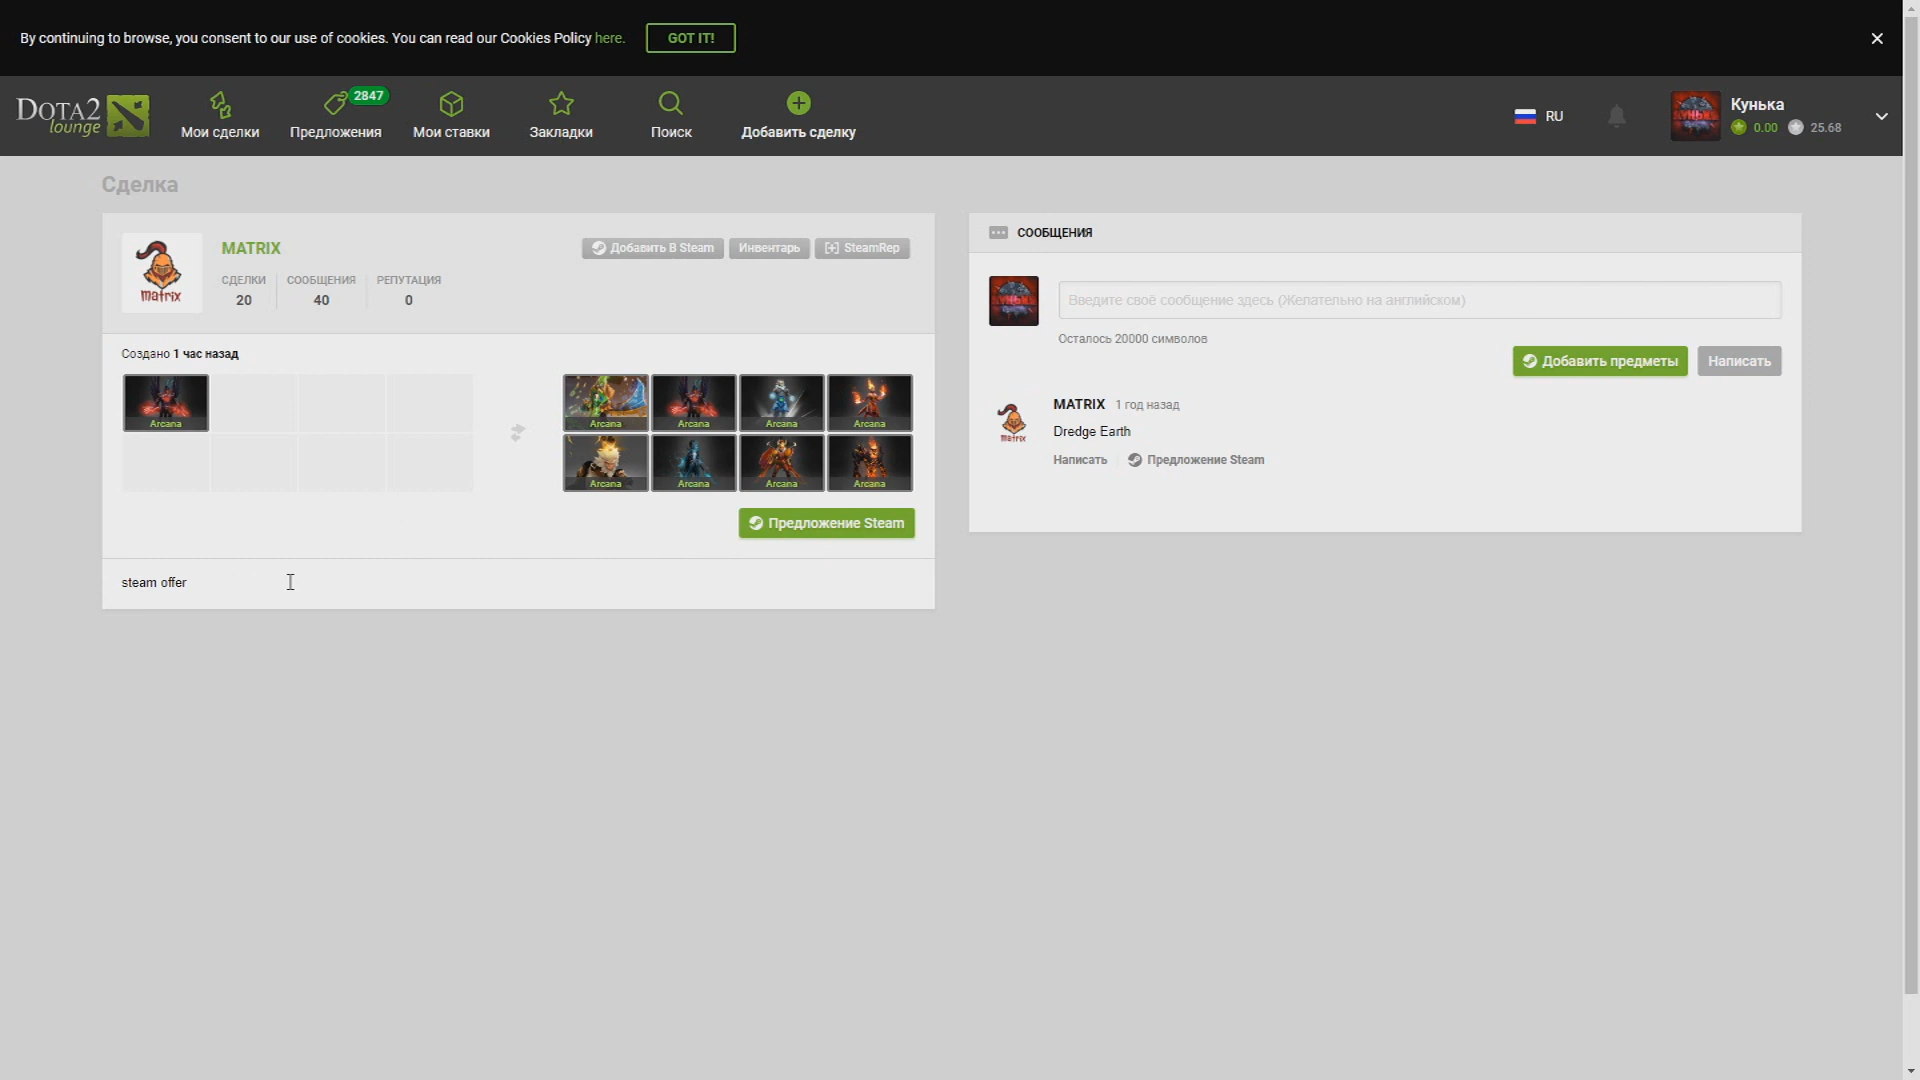 By continuing to browse, you consent to our use of cookies. You can read our Cookies Policy here.
GOT IT!
DOTA2
lounge
Мои сделки
2847
Предложения
Мои ставки
Закладки
Поиск
Добавить сделку
RU
Кунька
0.00
25.68
Сделка
matrix
MATRIX
СДЕЛКИ
20
СООБЩЕНИЯ
40
РЕПУТАЦИЯ
0
Добавить В Steam
Инвентарь
[+] SteamRep
Создано 1 час назад
Arcana
Arcana
Arcana
Arcana
Arcana
Arcana
Arcana
Arcana
Arcana
Предложение Steam
steam offer
СООБЩЕНИЯ
Введите своё сообщение здесь (Желательно на английском)
Осталось 20000 символов
Добавить предметы
Написать
matrix
MATRIX 1 год назад
Dredge Earth
Написать
Предложение Steam